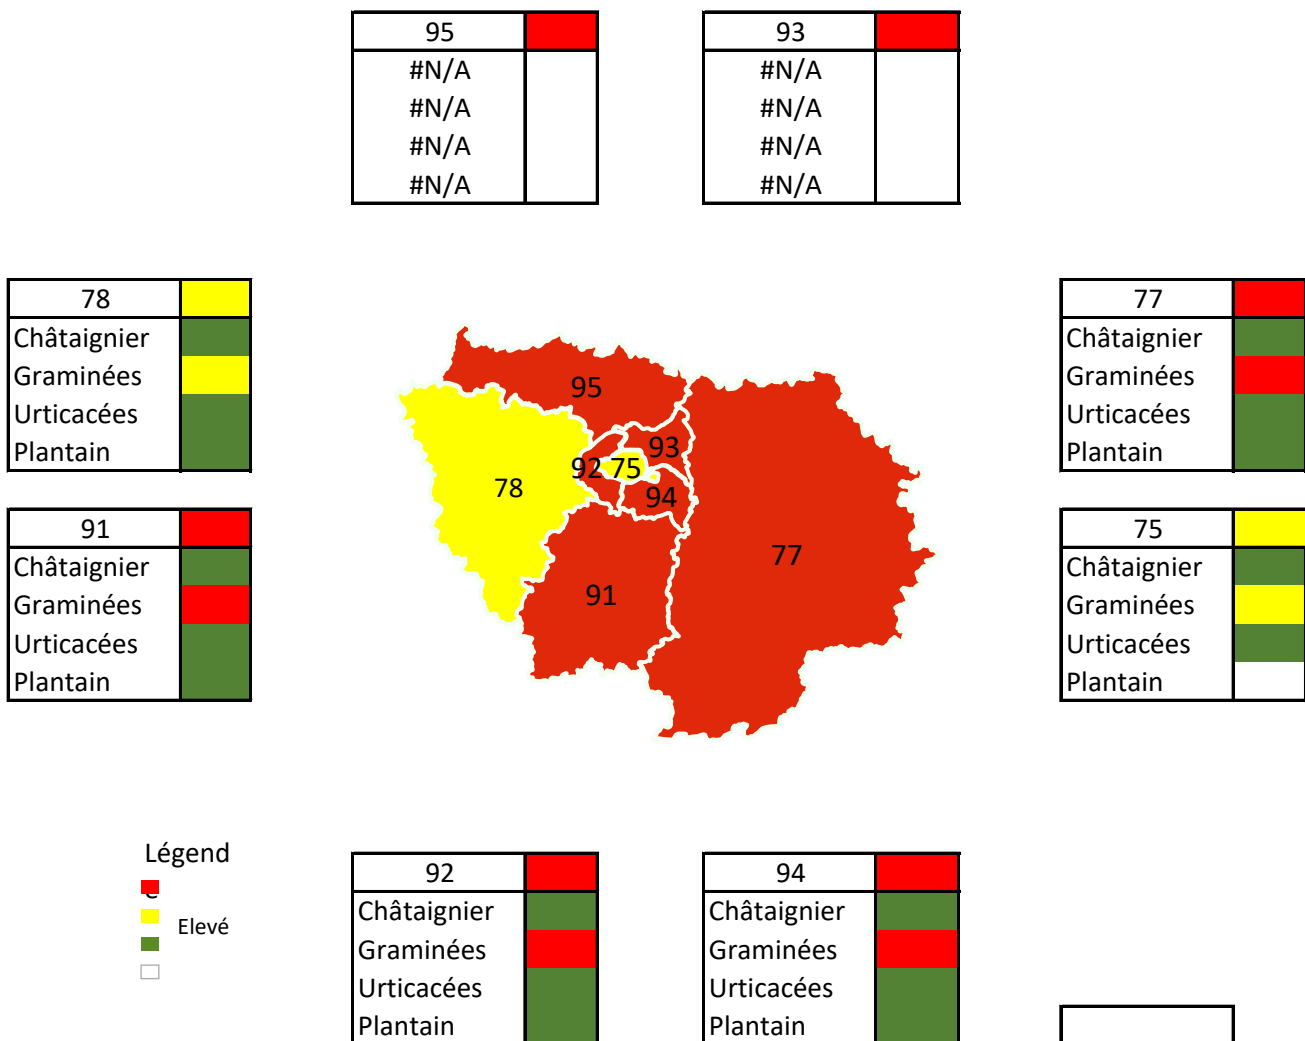 95
#N/A
#N/A
#N/A
#N/A
93
#N/A
#N/A
#N/A
#N/A
78
Châtaignier
Graminées
Urticacées
Plantain
77
Châtaignier
Graminées
Urticacées
Plantain
95
93
92
75
78
94
77
91
91
Châtaignier
Graminées
Urticacées
Plantain
75
Châtaignier
Graminées
Urticacées
Plantain
Légend
e
Elevé
92
Châtaignier
Graminées
Urticacées
Plantain
94
Châtaignier
Graminées
Urticacées
Plantain